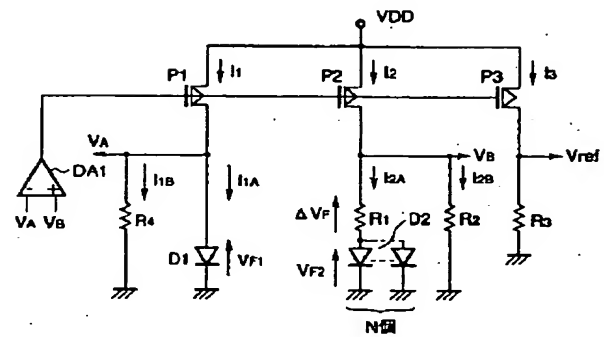 VDD
P1
I1
P2
I2
P3
I3
VA
VB
Vref
DA1
I1B
I1A
I2A
I2B
- +
VA VB
R4
ΔVF
R1
D2
R2
R3
D1
VF1
VF2
N個